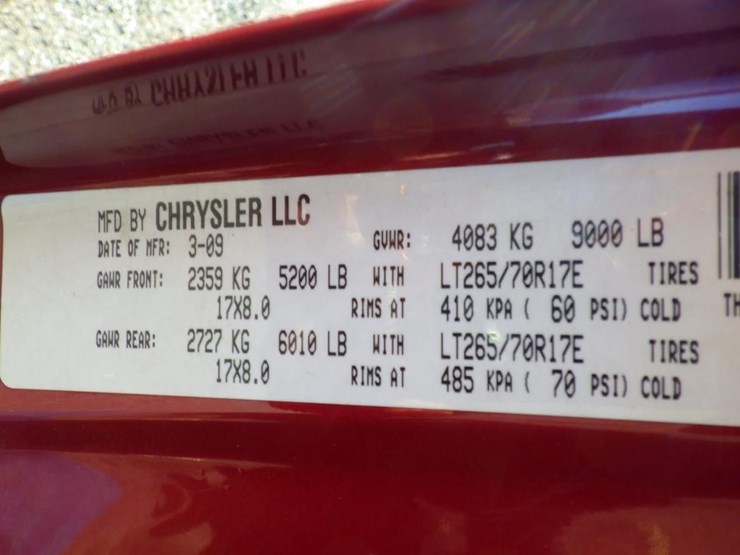 MFD BY CHRYSLER LLC
DATE OF MFR: 3-09 GVWR: 4083 KG 9000 LB
GAWR FRONT: 2359 KG 5200 LB WITH LT265/70R17E TIRES
17X8.0 RIMS AT 410 KPA ( 60 PSI) COLD
GAWR REAR: 2727 KG 6010 LB WITH LT265/70R17E TIRES
17X8.0 RIMS AT 485 KPA ( 70 PSI) COLD
TH